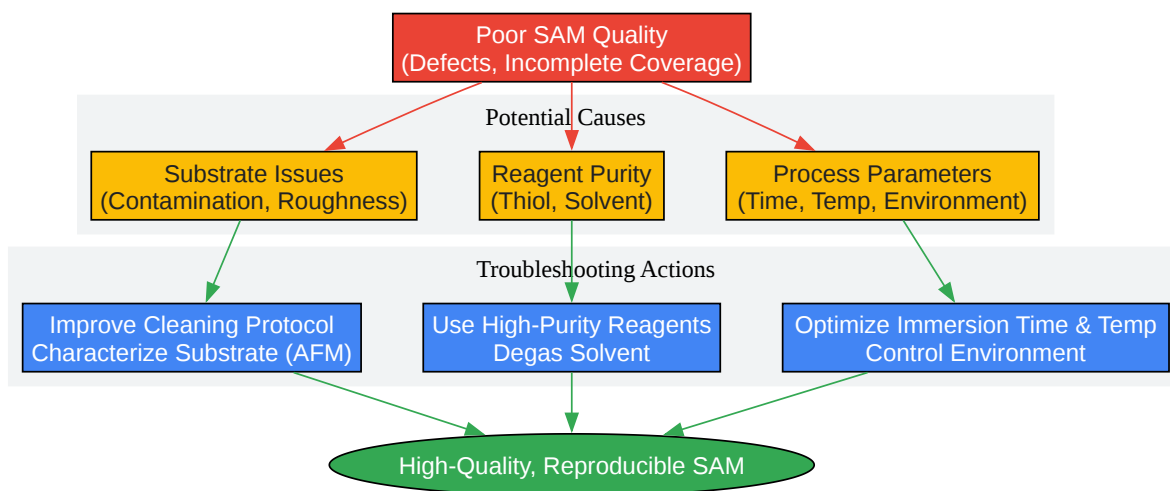 Poor SAM Quality
(Defects, Incomplete Coverage)
Potential Causes
Substrate Issues
(Contamination, Roughness)
Reagent Purity
(Thiol, Solvent)
Process Parameters
(Time, Temp, Environment)
Troubleshooting Actions
Improve Cleaning Protocol
Characterize Substrate (AFM)
Use High-Purity Reagents
Degas Solvent
Optimize Immersion Time & Temp
Control Environment
High-Quality, Reproducible SAM